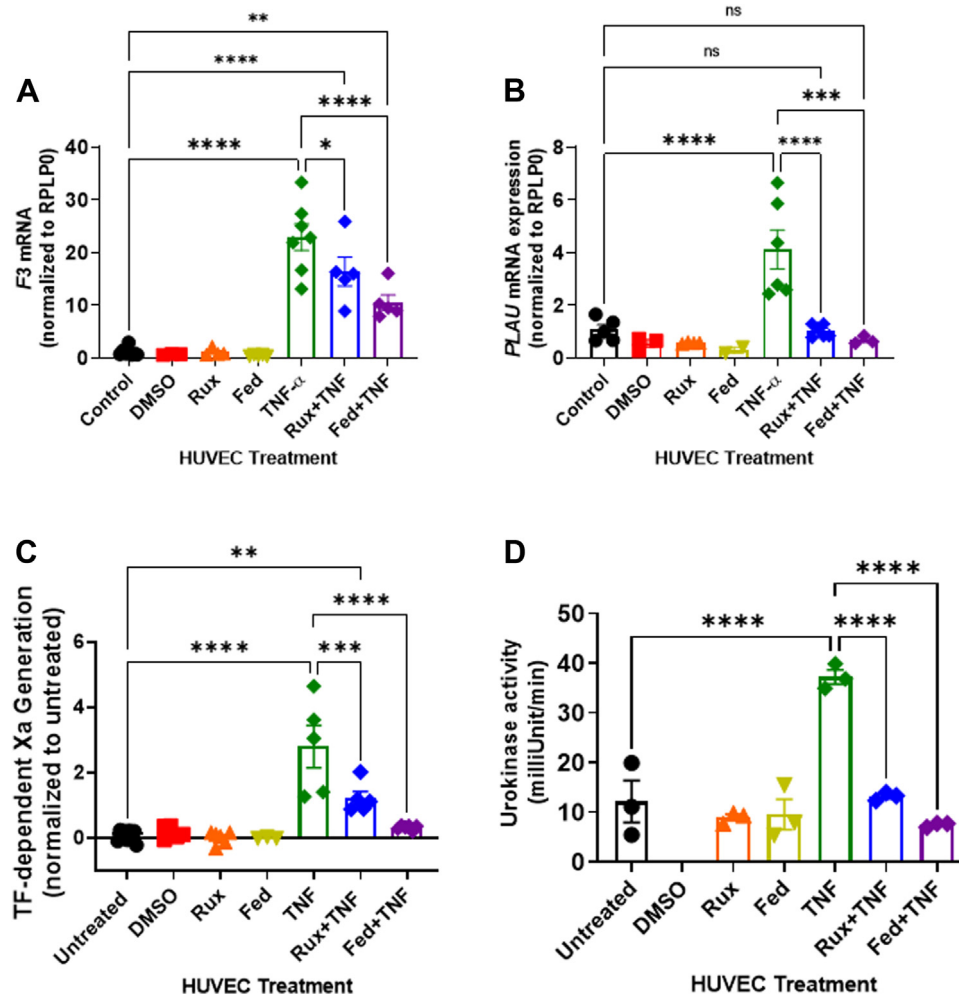 A
**
****
****
****
*
F3 mRNA
(normalized to RPLP0)
40
30
20
10
0
Control
DMSO
Rux
Fed
TNF-α
Rux+TNF
Fed+TNF
HUVEC Treatment
B
ns
ns
***
****
****
PLAU mRNA expression
(normalized to RPLP0)
8
6
4
2
0
Control
DMSO
Rux
Fed
TNF-α
Rux+TNF
Fed+TNF
HUVEC Treatment
C
**
****
****
***
TF-dependent Xa Generation
(normalized to untreated)
6
4
2
0
Untreated
DMSO
Rux
Fed
TNF
Rux+TNF
Fed+TNF
HUVEC Treatment
D
****
****
****
Urokinase activity
(milliUnit/min)
50
40
30
20
10
0
Untreated
DMSO
Rux
Fed
TNF
Rux+TNF
Fed+TNF
HUVEC Treatment